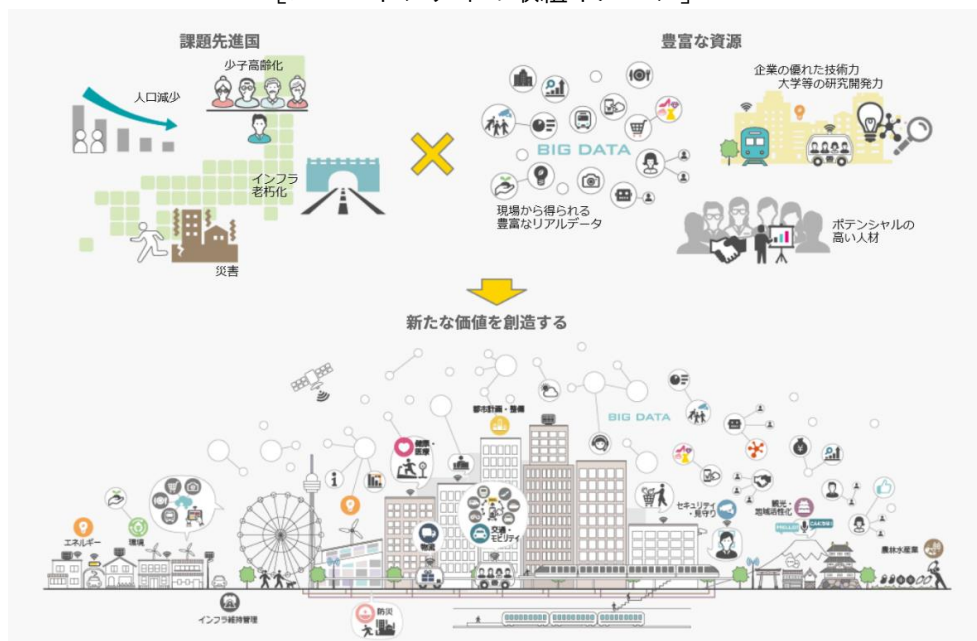 課題先進国
豊富な資源
少子高齢化
人口減少
インフラ
老朽化
災害
BIG DATA
現場から得られる
豊富なリアルデータ
企業の優れた技術力
大学等の研究開発力
ポテンシャルの
高い人材
新たな価値を創造する
都市計画・整備
BIG DATA
健康・
医療
エネルギー
環境
物流
交通・
モビリティ
セキュリティ
・見守り
観光・
地域活性化
HELLO!
農林水産業
インフラ維持管理
防災